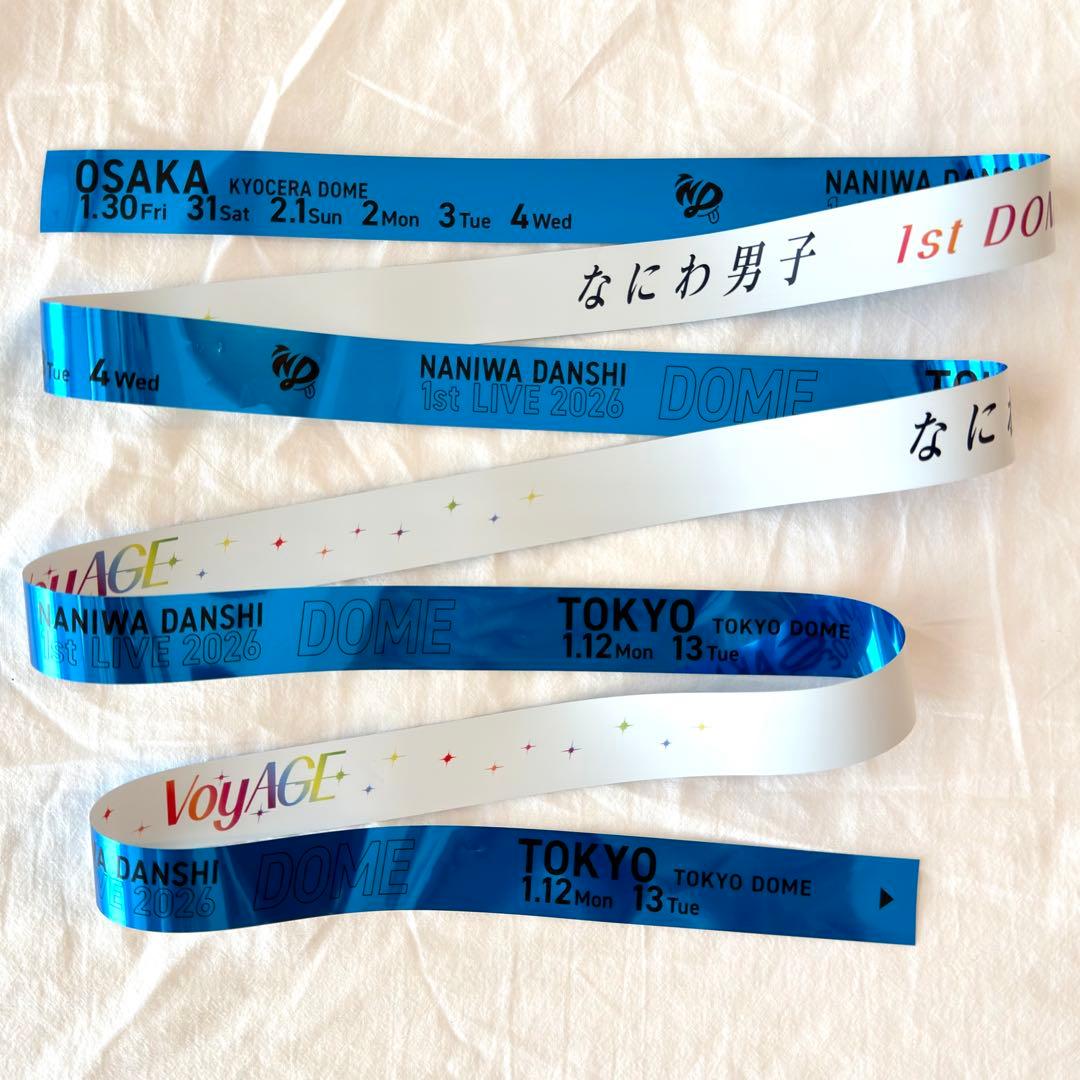 OSAKA KYOCERA DOME
1.30 Fri 31 Sat 2.1 Sun 2 Mon 3 Tue 4 Wed
NANIWA DANS
なにわ男子 1st DOM
Tue 4 Wed
NANIWA DANSHI
1st LIVE 2026 DOME
なに
VoyAGE
NANIWA DANSHI
1st LIVE 2026 DOME
TOKYO TOKYO DOME
1.12 Mon 13 Tue
VoyAGE
DANSHI
2026 DOME
TOKYO TOKYO DOME
1.12 Mon 13 Tue